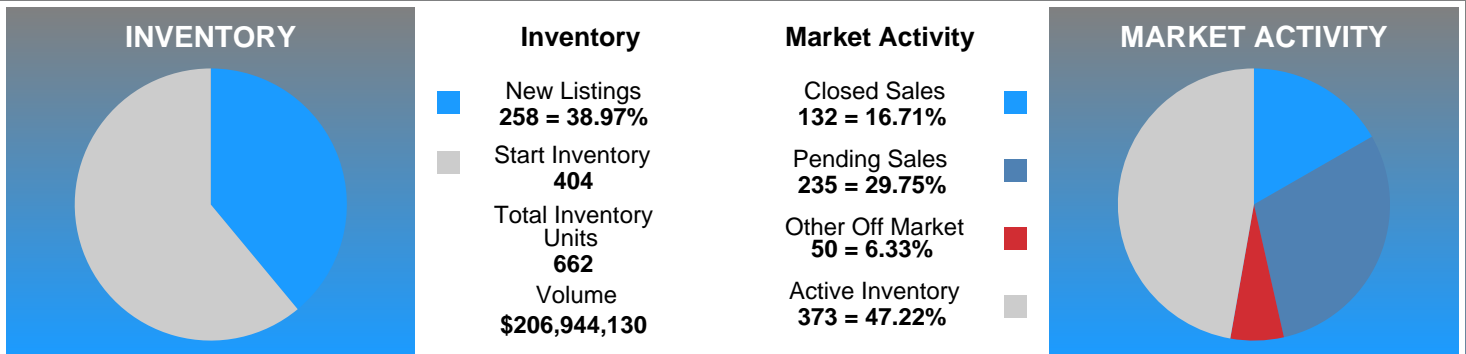 INVENTORY
Inventory
New Listings
258 = 38.97%
Start Inventory
404
Total Inventory
Units
662
Volume
$206,944,130
Market Activity
Closed Sales
132 = 16.71%
Pending Sales
235 = 29.75%
Other Off Market
50 = 6.33%
Active Inventory
373 = 47.22%
MARKET ACTIVITY